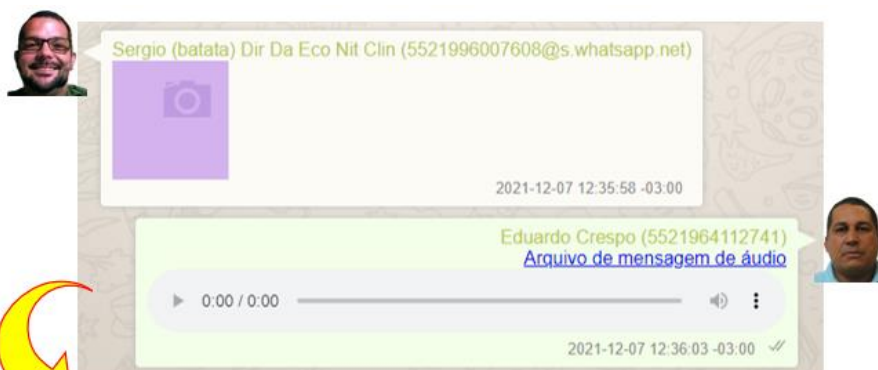 Sergio (batata) Dir Da Eco Nit Clin (5521996007608@s.whatsapp.net)
2021-12-07 12:35:58 -03:00
Eduardo Crespo (5521964112741)
Arquivo de mensagem de áudio
0:00 / 0:00
2021-12-07 12:36:03 -03:00